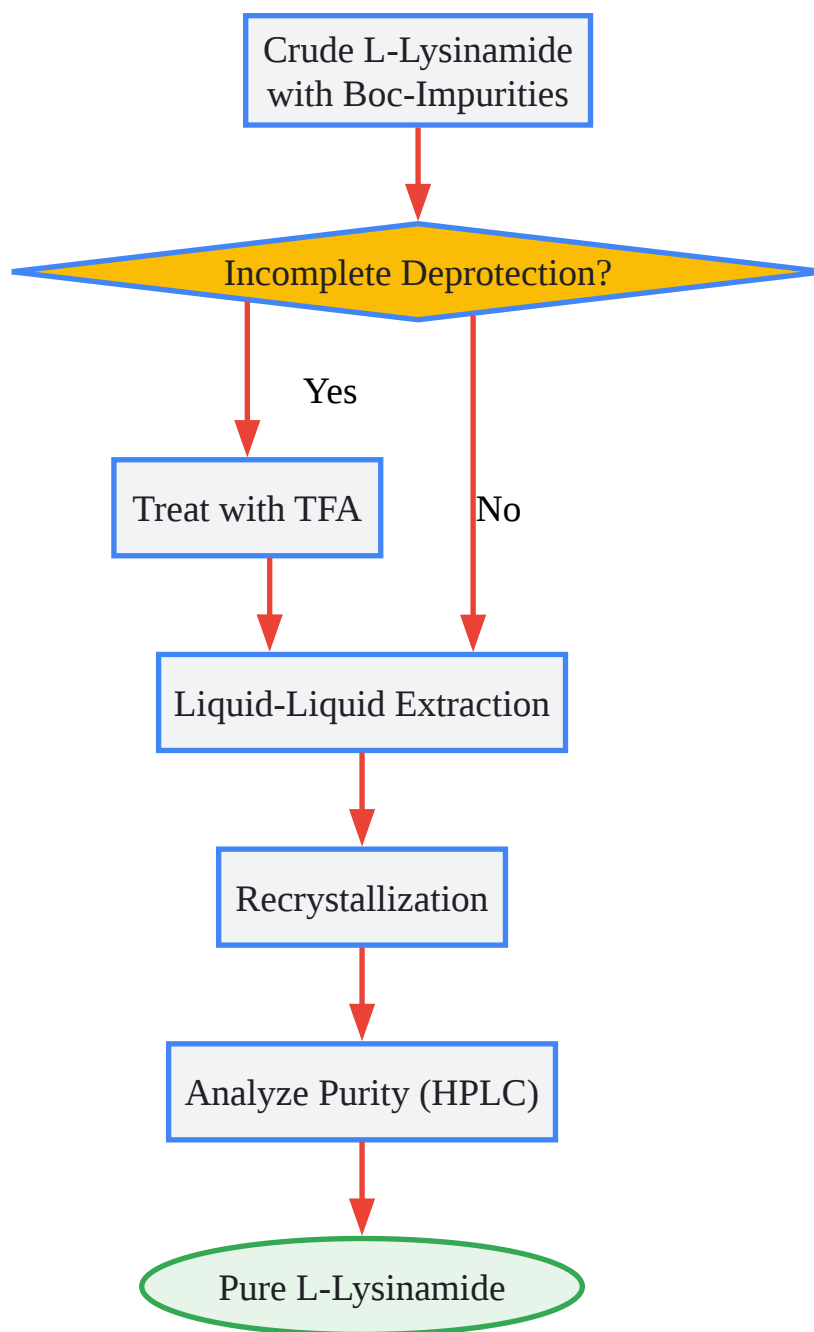 Crude L-Lysinamide
with Boc-Impurities
Incomplete Deprotection?
Yes
Treat with TFA
No
Liquid-Liquid Extraction
Recrystallization
Analyze Purity (HPLC)
Pure L-Lysinamide